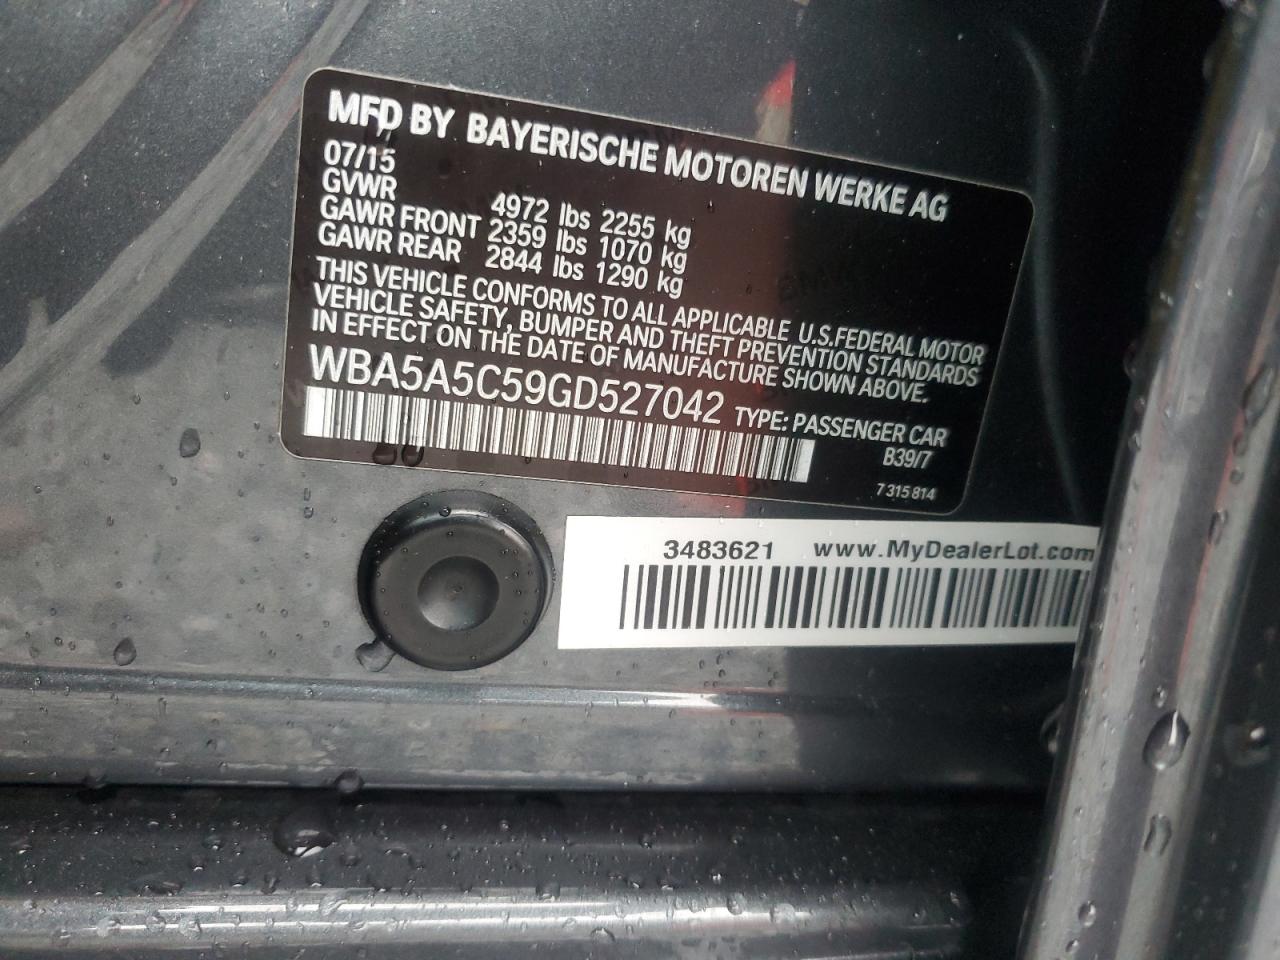 MFD BY BAYERISCHE MOTOREN WERKE AG
07/15
GVWR 4972 lbs 2255 kg
GAWR FRONT 2359 lbs 1070 kg
GAWR REAR 2844 lbs 1290 kg
THIS VEHICLE CONFORMS TO ALL APPLICABLE U.S.FEDERAL MOTOR
VEHICLE SAFETY, BUMPER AND THEFT PREVENTION STANDARDS
IN EFFECT ON THE DATE OF MANUFACTURE SHOWN ABOVE.
WBA5A5C59GD527042 TYPE: PASSENGER CAR
B39/7
7 315 814
3483621 www.MyDealerLot.com